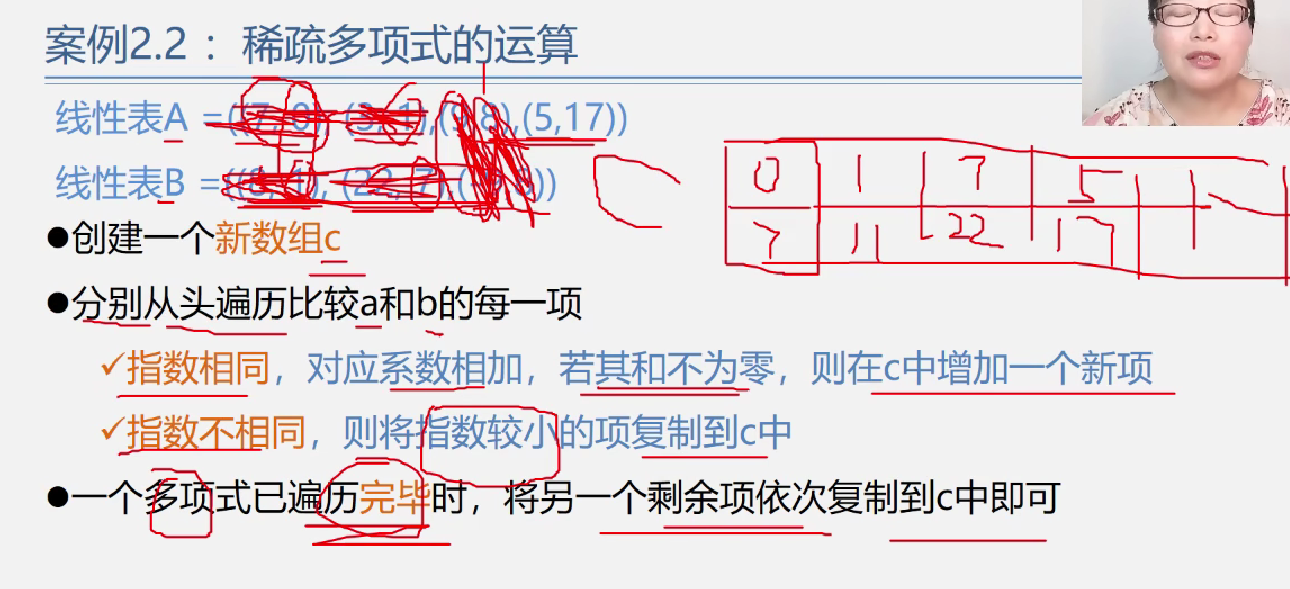 案例2.2：稀疏多项式的运算
线性表A =((7,0),(3,1),(9,8),(5,17))
线性表B =((8,1),(22,7),(-9,8))
0 1 7 5
7 11 22 17
●创建一个新数组c
●分别从头遍历比较a和b的每一项
✓指数相同，对应系数相加，若其和不为零，则在c中增加一个新项
✓指数不相同，则将指数较小的项复制到c中
●一个多项式已遍历完毕时，将另一个剩余项依次复制到c中即可